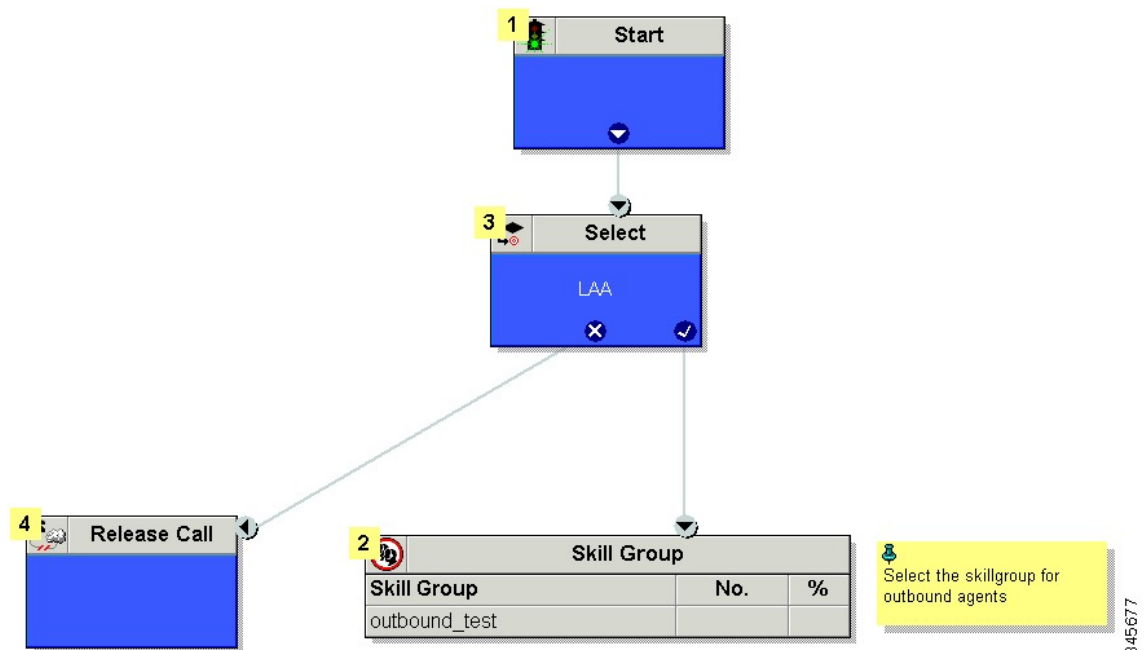 1
Start
3
Select
LAA
4
Release Call
2
Skill Group
Skill Group No. %
outbound_test
Select the skillgroup for
outbound agents
345677